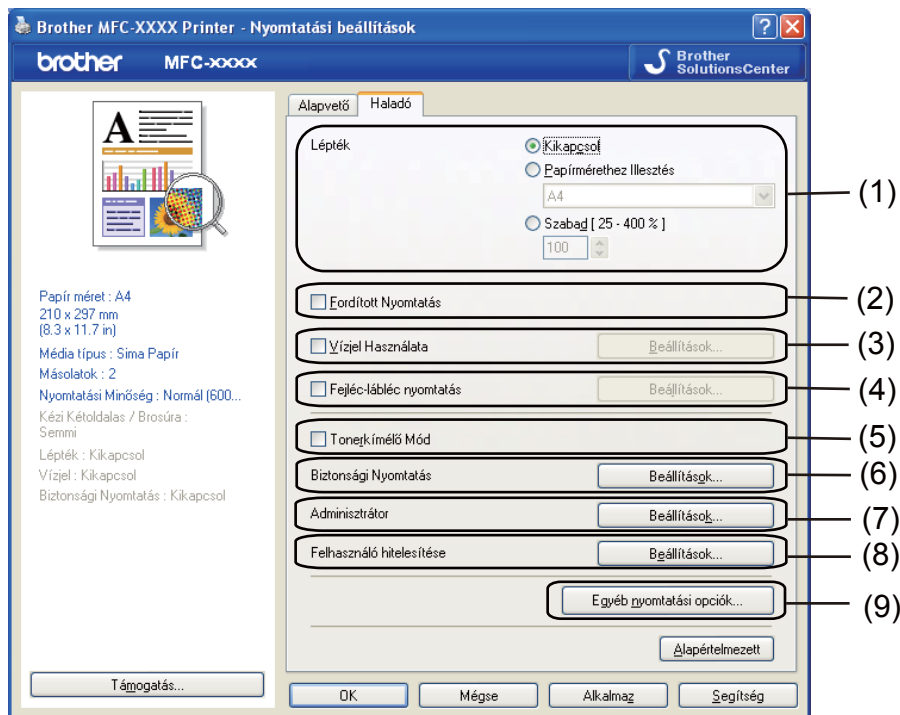 Brother MFC-XXXX Printer - Nyomtatási beállítások
brother MFC-xxxx
Brother
SolutionsCenter
A
Papír méret : A4
210 x 297 mm
(8.3 x 11.7 in)
Média típus : Sima Papír
Másolatok : 2
Nyomtatási Minőség : Normál (600...
Kézi Kétoldalas / Brosúra :
Semmi
Lépték : Kikapcsol
Vízjel : Kikapcsol
Biztonsági Nyomtatás : Kikapcsol
Támogatás...
Alapvető Haladó
Lépték
Kikapcsol
Papírmérethez Illesztés
A4
Szabad [ 25 - 400 % ]
100
(1)
Fordított Nyomtatás
(2)
Vízjel Használata Beállítások...
(3)
Fejléc-lábléc nyomtatás Beállítások...
(4)
Tonerkímélő Mód
(5)
Biztonsági Nyomtatás Beállítások...
(6)
Adminisztrátor Beállítások...
(7)
Felhasználó hitelesítése Beállítások...
(8)
Egyéb nyomtatási opciók...
(9)
Alapértelmezett
OK Mégse Alkalmaz Segítség